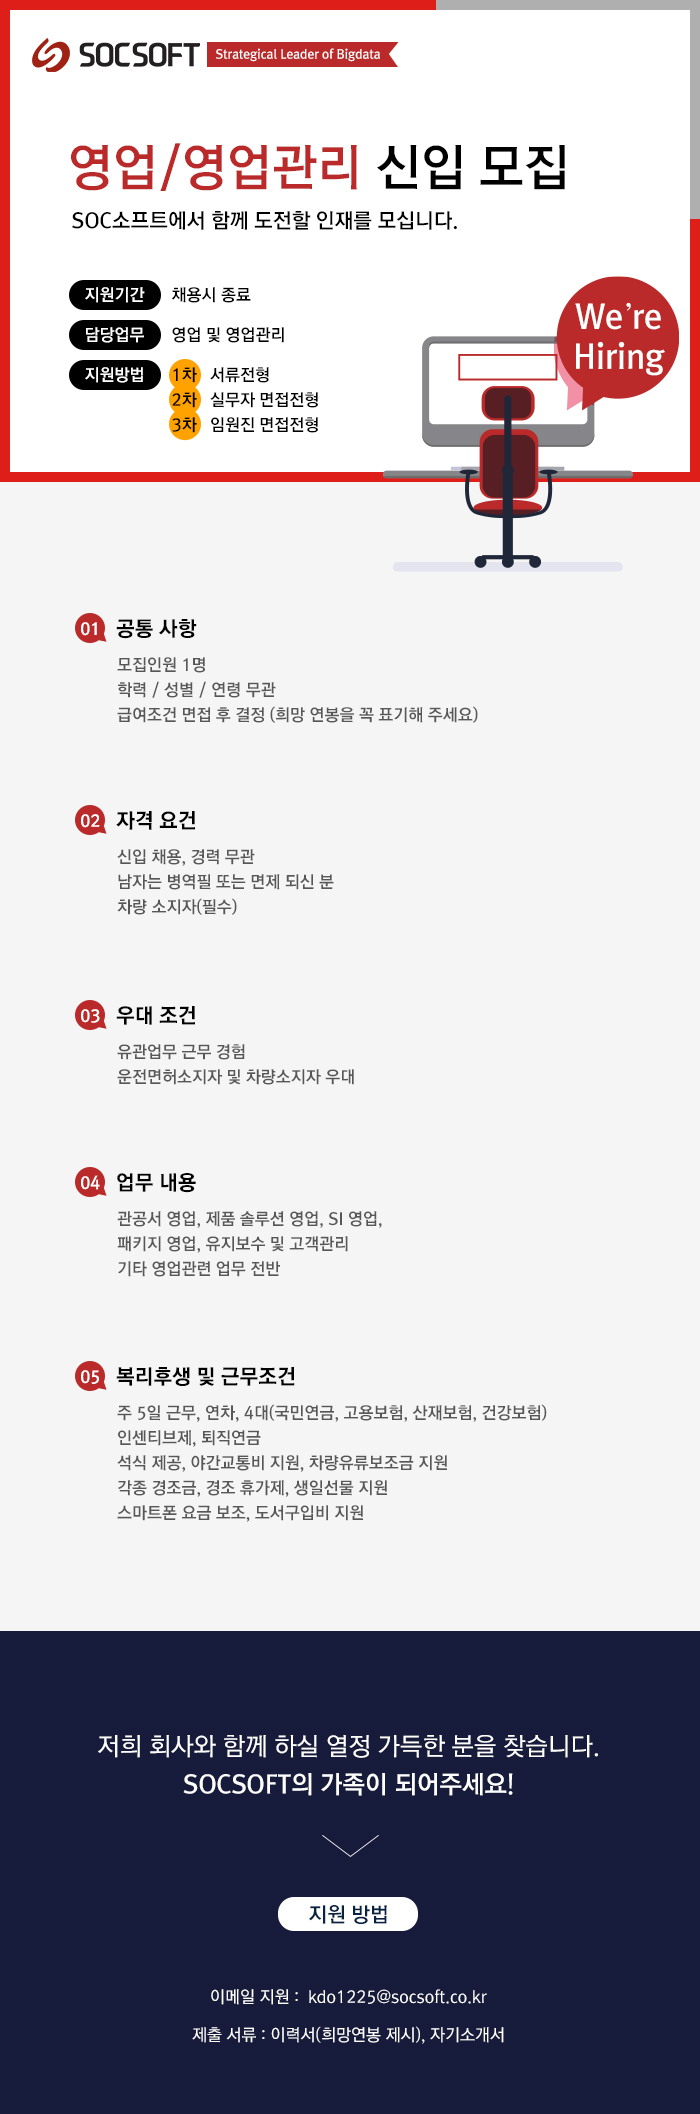 SOCSOFT Strategical Leader of Bigdata
영업/영업관리 신입 모집
SOC소프트에서 함께 도전할 인재를 모십니다.
지원기간 채용시 종료
담당업무 영업 및 영업관리
지원방법 1차 서류전형
2차 실무자 면접전형
3차 임원진 면접전형
We're
Hiring
01 공통 사항
모집인원 1명
학력 / 성별 / 연령 무관
급여조건 면접 후 결정 (희망 연봉을 꼭 표기해 주세요)
02 자격 요건
신입 채용, 경력 무관
남자는 병역필 또는 면제 되신 분
차량 소지자(필수)
03 우대 조건
유관업무 근무 경험
운전면허소지자 및 차량소지자 우대
04 업무 내용
관공서 영업, 제품 솔루션 영업, SI 영업,
패키지 영업, 유지보수 및 고객관리
기타 영업관련 업무 전반
05 복리후생 및 근무조건
주 5일 근무, 연차, 4대(국민연금, 고용보험, 산재보험, 건강보험)
인센티브제, 퇴직연금
석식 제공, 야간교통비 지원, 차량유류보조금 지원
각종 경조금, 경조 휴가제, 생일선물 지원
스마트폰 요금 보조, 도서구입비 지원
저희 회사와 함께 하실 열정 가득한 분을 찾습니다.
SOCSOFT의 가족이 되어주세요!
지원 방법
이메일 지원 : kdo1225@socsoft.co.kr
제출 서류 : 이력서(희망연봉 제시), 자기소개서